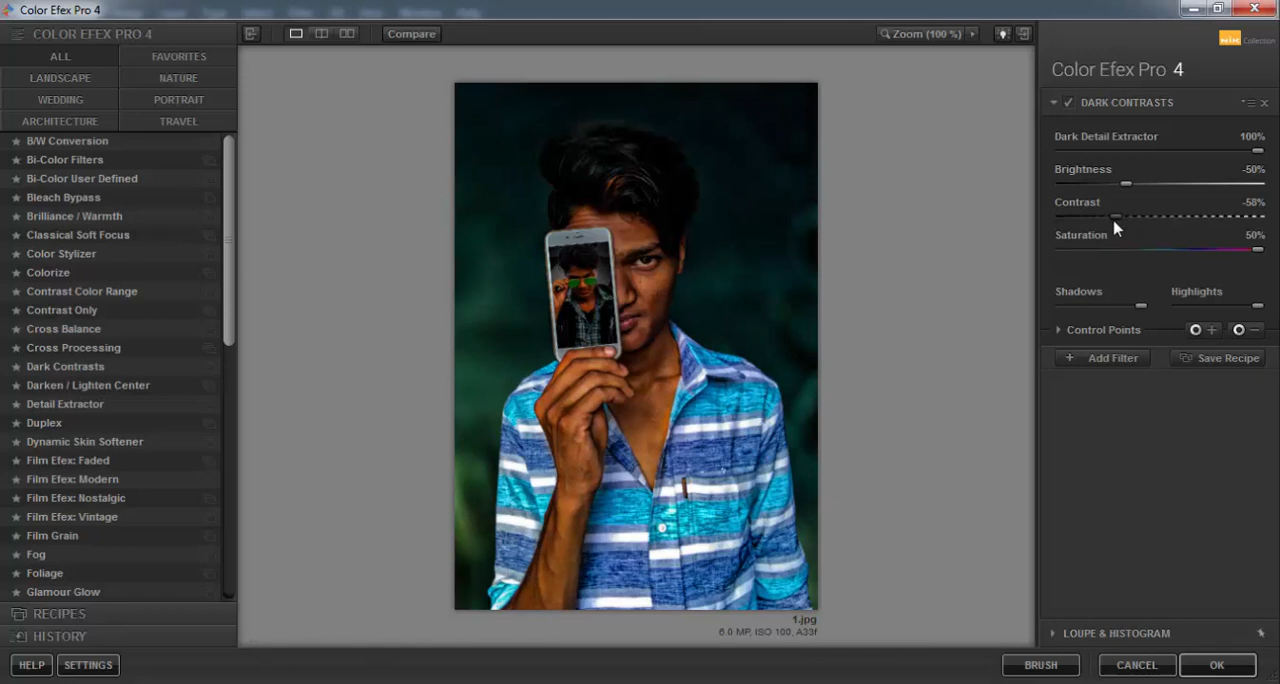 Color Efex Pro 4
COLOR EFEX PRO 4
ALL
FAVORITES
LANDSCAPE
NATURE
WEDDING
PORTRAIT
ARCHITECTURE
TRAVEL
B/W Conversion
Bi-Color Filters
Bi-Color User Defined
Bleach Bypass
Brilliance / Warmth
Classical Soft Focus
Color Stylizer
Colorize
Contrast Color Range
Contrast Only
Cross Balance
Cross Processing
Dark Contrasts
Darken / Lighten Center
Detail Extractor
Duplex
Dynamic Skin Softener
Film Efex: Faded
Film Efex: Modern
Film Efex: Nostalgic
Film Efex: Vintage
Film Grain
Fog
Foliage
Glamour Glow
RECIPES
HISTORY
HELP
SETTINGS
Compare
Zoom (100 %)
1.jpg
6.0 MP, ISO 100, A33f
Nik Collection
Color Efex Pro 4
DARK CONTRASTS
Dark Detail Extractor 100%
Brightness -50%
Contrast -58%
Saturation 50%
Shadows Highlights
Control Points
Add Filter
Save Recipe
LOUPE & HISTOGRAM
BRUSH
CANCEL
OK